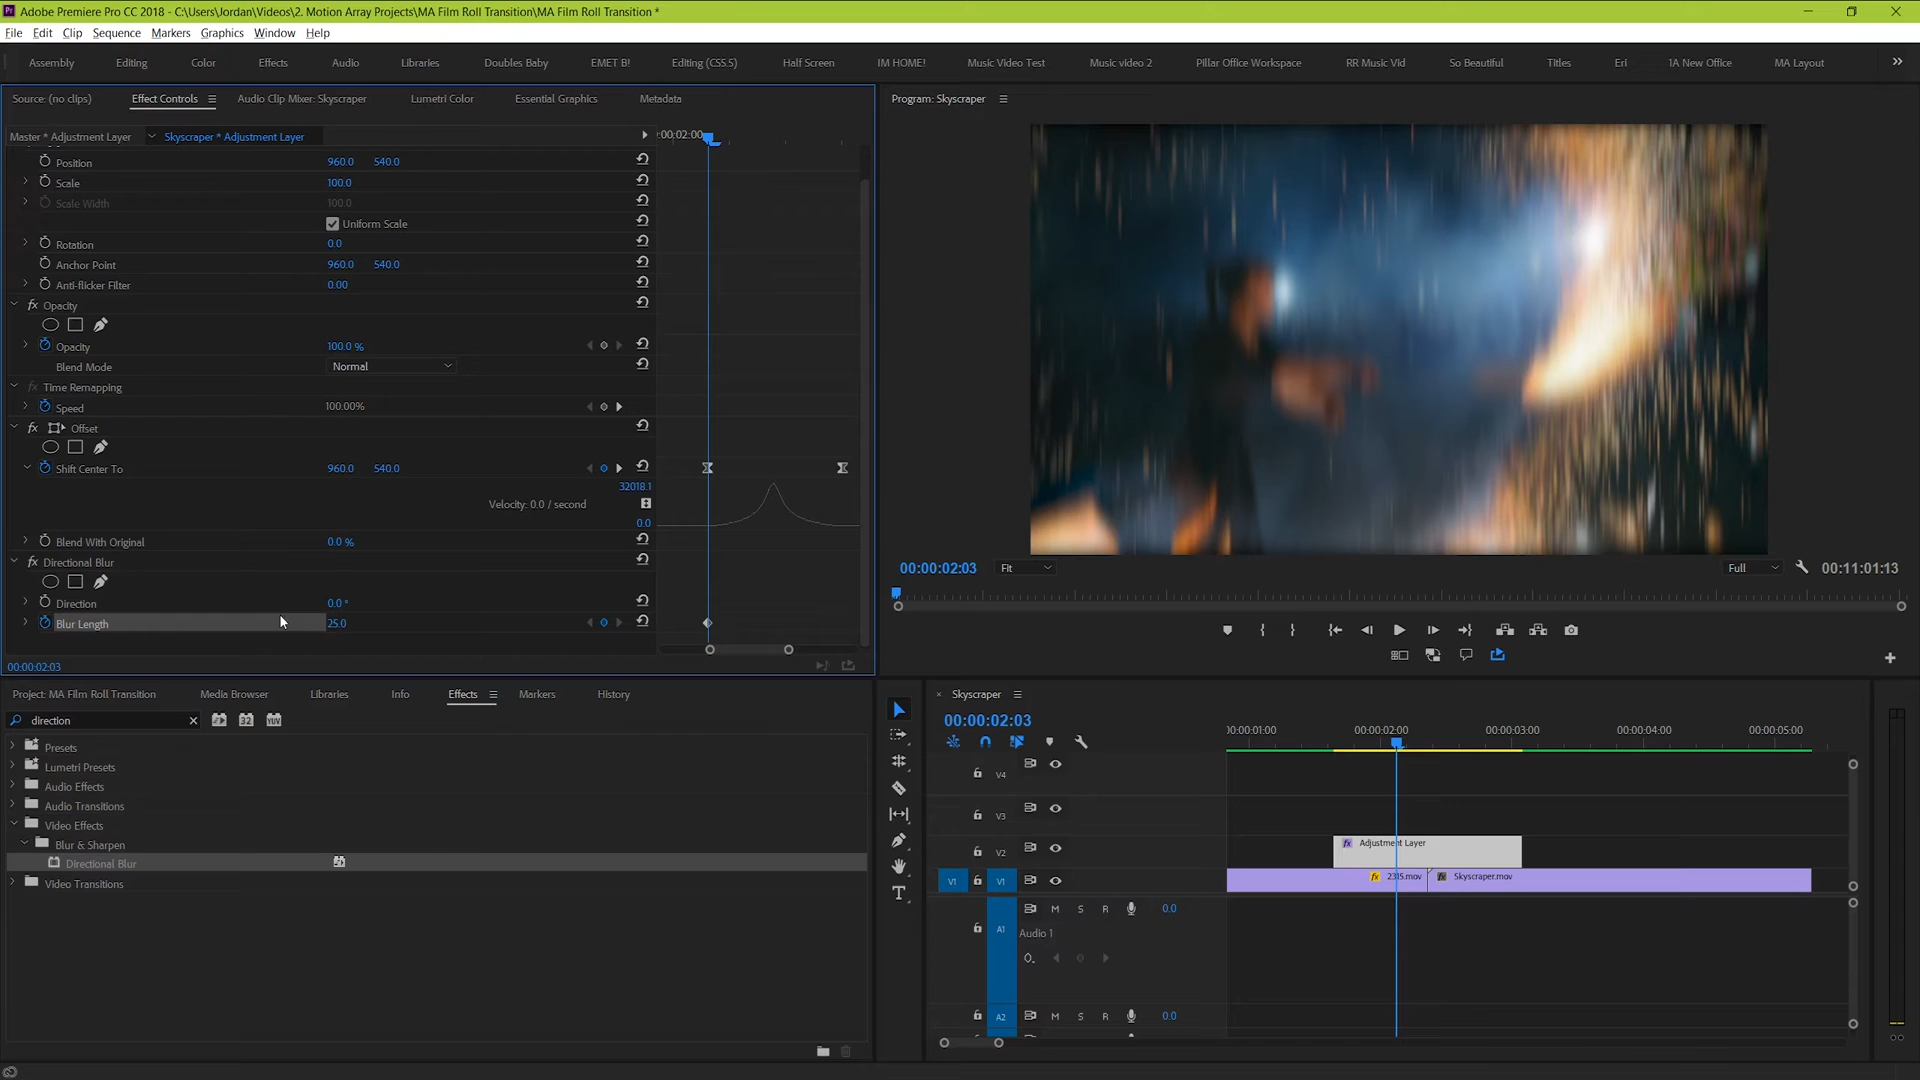 Adobe Premiere Pro CC 2018 - C:\Users\Jordan\Videos\2. Motion Array Projects\MA Film Roll Transition\MA Film Roll Transition *
File Edit Clip Sequence Markers Graphics Window Help
Assembly Editing Color Effects Audio Libraries Doubles Baby EMET B! Editing (CS5.5) Half Screen IM HOME! Music Video Test Music video 2 Pillar Office Workspace RR Music Vid So Beautiful Titles Eri 1A New Office MA Layout
Source: (no clips) Effect Controls Audio Clip Mixer: Skyscraper Lumetri Color Essential Graphics Metadata
Master * Adjustment Layer Skyscraper * Adjustment Layer :00:00:02:00
Position 960.0 540.0
Scale 100.0
Scale Width 100.0
Uniform Scale
Rotation 0.0
Anchor Point 960.0 540.0
Anti-flicker Filter 0.00
fx Opacity
Opacity 100.0 %
Blend Mode Normal
fx Time Remapping
Speed 100.00%
fx Offset
Shift Center To 960.0 540.0
32018.1
Velocity: 0.0 / second
0.0
Blend With Original 0.0 %
fx Directional Blur
Direction 0.0 °
Blur Length 25.0
00:00:02:03
Program: Skyscraper
00:00:02:03 Fit Full 00:11:01:13
Project: MA Film Roll Transition Media Browser Libraries Info Effects Markers History
direction 32 YUV
Presets
Lumetri Presets
Audio Effects
Audio Transitions
Video Effects
Blur & Sharpen
Directional Blur
Video Transitions
Skyscraper
00:00:02:03
00:00:01:00 00:00:02:00 00:00:03:00 00:00:04:00 00:00:05:00
V4
V3
V2 fx Adjustment Layer
V1 V1 fx 2315.mov fx Skyscraper.mov
A1 M S R 0.0
Audio 1
A2 M S R 0.0